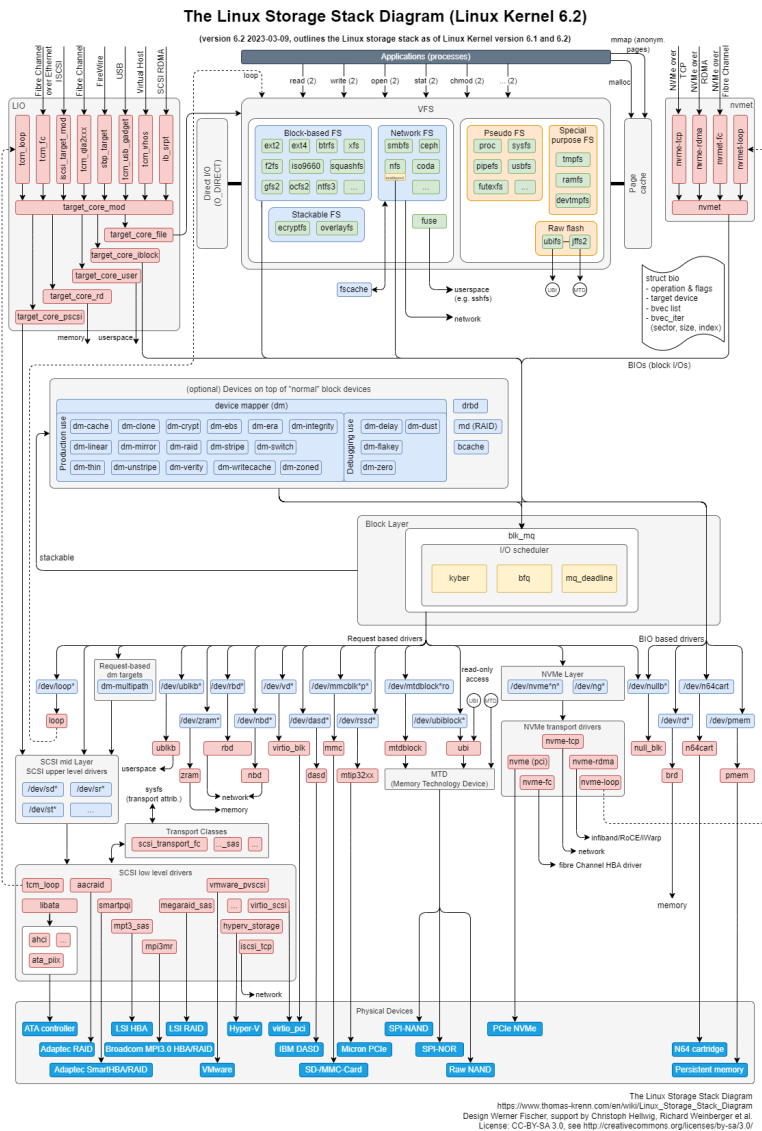 The Linux Storage Stack Diagram (Linux Kernel 6.2)
(version 6.2 2023-03-09, outlines the Linux storage stack as of Linux Kernel version 6.1 and 6.2)
mmap (anonym. pages)
Applications (processes)
Fibre Channel over Ethernet
ISCSI
Fibre Channel
FireWire
USB
Virtual Host
SCSI RDMA
loop
read (2)
write (2)
open (2)
stat (2)
chmod (2)
... (2)
malloc
NVMe over TCP
NVMe over RDMA
NVMe over Fibre Channel
LIO
tcm_loop
tcm_fc
iscsi_target_mod
tcm_qla2xxx
sbp_target
tcm_usb_gadget
tcm_vhos
ib_srpt
target_core_mod
target_core_file
target_core_iblock
target_core_user
target_core_rd
target_core_pscsi
memory
userspace
Direct I/O
(O_DIRECT)
VFS
Block-based FS
ext2
ext4
btrfs
xfs
f2fs
iso9660
squashfs
gfs2
ocfs2
ntfs3
...
Stackable FS
ecryptfs
overlayfs
Network FS
smbfs
ceph
nfs
coda
...
fuse
Pseudo FS
proc
sysfs
pipefs
usbfs
futexfs
...
Special purpose FS
tmpfs
ramfs
devtmpfs
Raw flash
ubifs
jffs2
UBI
MTD
Page cache
nvmet
nvme-tcp
nvme-rdma
nvmet-fc
nvmet-loop
nvmet
fscache
userspace
(e.g. sshfs)
network
struct bio
- operation & flags
- target device
- bvec list
- bvec_iter
(sector, size, index)
BIOs (block I/Os)
(optional) Devices on top of "normal" block devices
device mapper (dm)
Production use
dm-cache
dm-clone
dm-crypt
dm-ebs
dm-era
dm-integrity
dm-linear
dm-mirror
dm-raid
dm-stripe
dm-switch
dm-thin
dm-unstripe
dm-verity
dm-writecache
dm-zoned
Debugging use
dm-delay
dm-dust
dm-flakey
dm-zero
drbd
md (RAID)
bcache
stackable
Block Layer
blk_mq
I/O scheduler
kyber
bfq
mq_deadline
Request based drivers
BIO based drivers
/dev/loop*
Request-based
dm targets
dm-multipath
/dev/ublkb*
/dev/rbd*
/dev/vd*
/dev/mmcblk*p*
/dev/mtdblock*ro
read-only
access
UBI
MTD
NVMe Layer
/dev/nvme*n*
/dev/ng*
/dev/nullb*
/dev/n64cart
/dev/zram*
/dev/nbd*
/dev/dasd*
/dev/rssd*
/dev/ubiblock*
/dev/rd*
/dev/pmem
loop
ublkb
rbd
virtio_blk
mmc
mtdblock
ubi
NVMe transport drivers
nvme-tcp
nvme (pci)
nvme-rdma
nvme-fc
nvme-loop
null_blk
n64cart
userspace
zram
nbd
dasd
mtip32xx
brd
pmem
network
memory
MTD
(Memory Technology Device)
SCSI mid Layer
SCSI upper level drivers
/dev/sd*
/dev/sr*
/dev/st*
...
sysfs
(transport attrib.)
Transport Classes
scsi_transport_fc
..._sas
...
infiband/RoCE/iWarp
network
fibre Channel HBA driver
memory
SCSI low level drivers
tcm_loop
aacraid
vmware_pvscsi
libata
smartpqi
megaraid_sas
...
virtio_scsi
ahci
...
ata_piix
mpt3_sas
hyperv_storage
mpi3mr
iscsi_tcp
network
Physical Devices
ATA controller
LSI HBA
LSI RAID
Hyper-V
virtio_pci
SPI-NAND
PCIe NVMe
Adaptec RAID
Broadcom MPI3.0 HBA/RAID
IBM DASD
Micron PCIe
SPI-NOR
N64 cartridge
Adaptec SmartHBA/RAID
VMware
SD-/MMC-Card
Raw NAND
Persistent memory
The Linux Storage Stack Diagram
https://www.thomas-krenn.com/en/wiki/Linux_Storage_Stack_Diagram
Design Werner Fischer, support by Christoph Hellwig, Richard Weinberger et al.
License: CC-BY-SA 3.0, see http://creativecommons.org/licenses/by-sa/3.0/